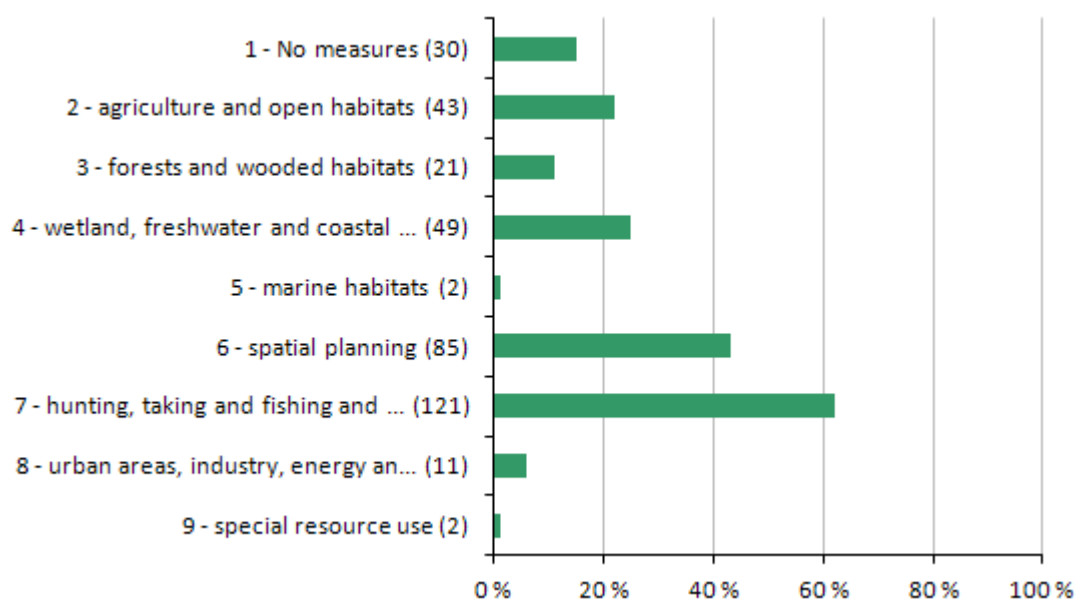 1 - No measures (30)
2 - agriculture and open habitats (43)
3 - forests and wooded habitats (21)
4 - wetland, freshwater and coastal ... (49)
5 - marine habitats (2)
6 - spatial planning (85)
7 - hunting, taking and fishing and ... (121)
8 - urban areas, industry, energy an... (11)
9 - special resource use (2)
0 % 20 % 40 % 60 % 80 % 100 %